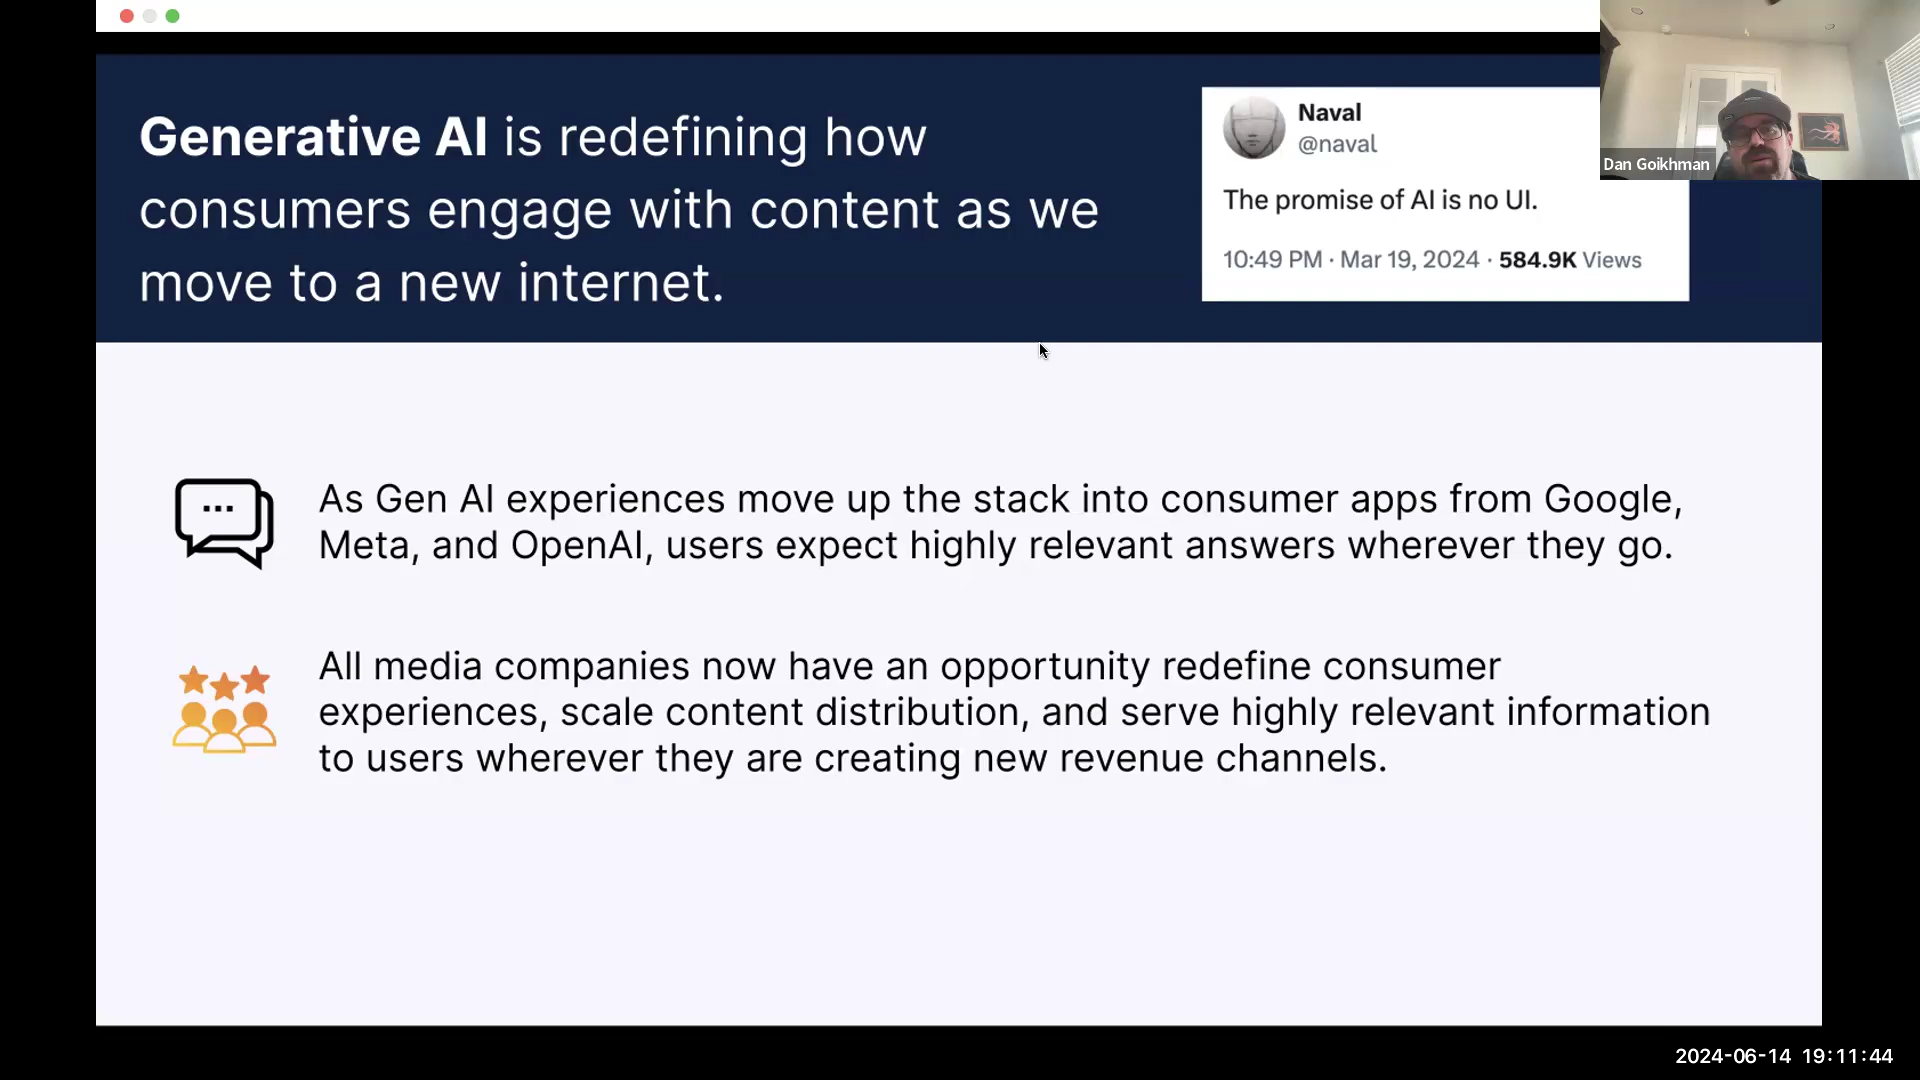 Generative AI is redefining how
consumers engage with content as we
move to a new internet.
Naval
@naval
The promise of AI is no UI.
10:49 PM · Mar 19, 2024 · 584.9K Views
Dan Goikhman
As Gen AI experiences move up the stack into consumer apps from Google,
Meta, and OpenAI, users expect highly relevant answers wherever they go.
All media companies now have an opportunity redefine consumer
experiences, scale content distribution, and serve highly relevant information
to users wherever they are creating new revenue channels.
2024-06-14 19:11:44